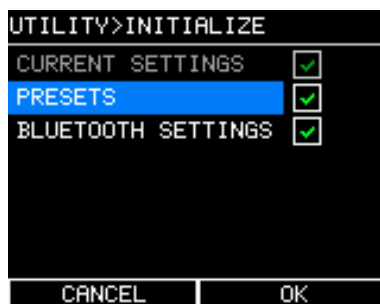 UTILITY>INITIALIZE
CURRENT SETTINGS
PRESETS
BLUETOOTH SETTINGS
CANCEL OK